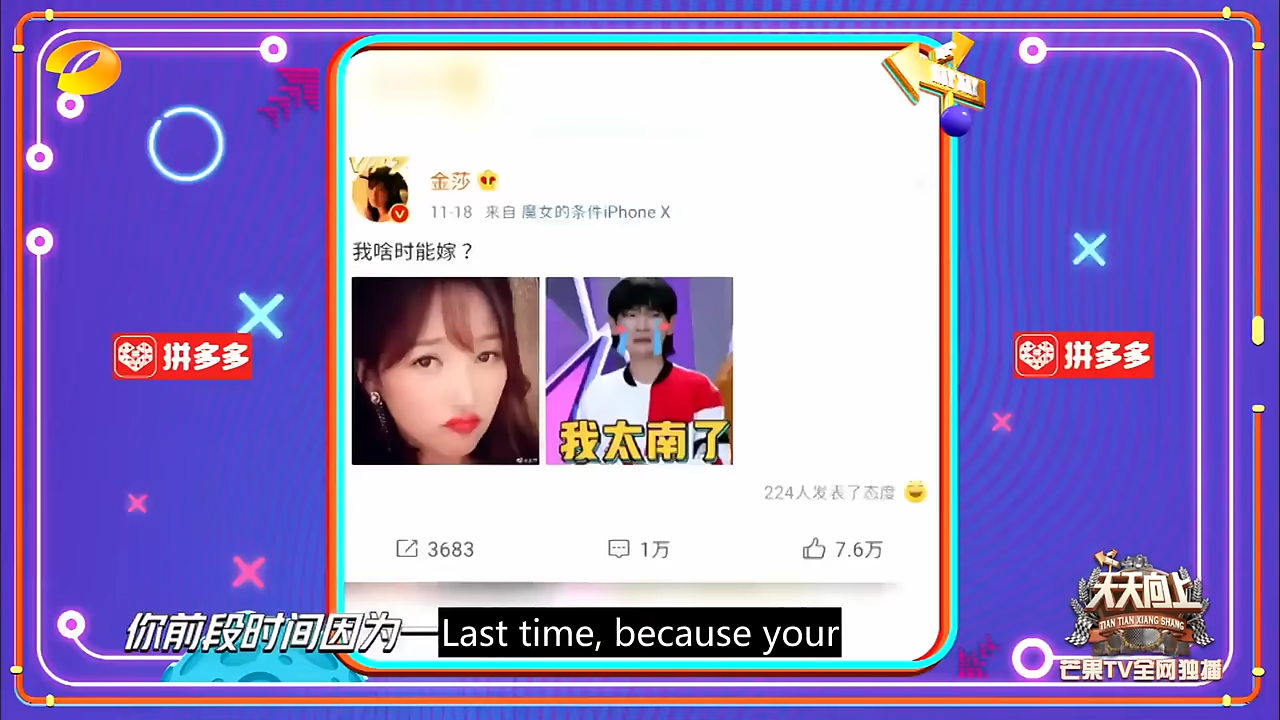 金莎
11-18 来自 魔女的条件iPhone X
我啥时能嫁？
拼多多
拼多多
我太南了
224人发表了态度
3683
1万
7.6万
天天向上
TIAN TIAN XIANG SHANG
芒果TV全网独播
你前段时间因为一
Last time, because your